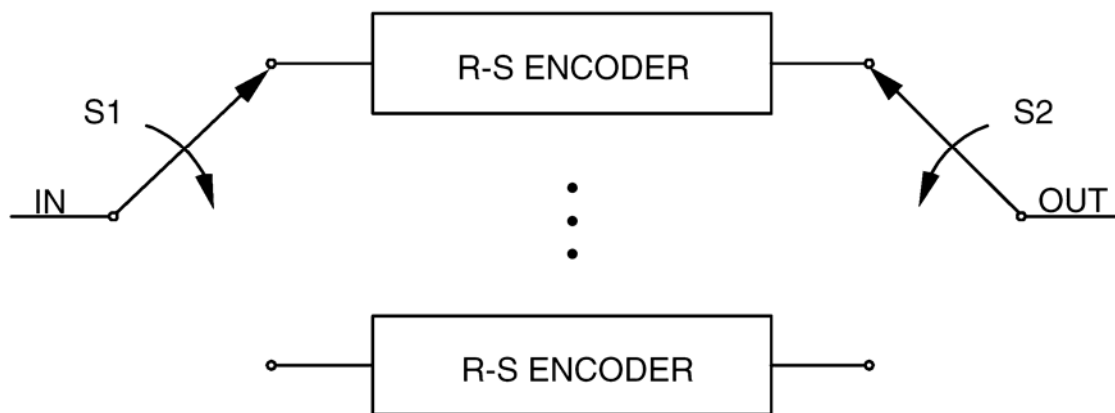 R-S ENCODER
S1
S2
IN
OUT
R-S ENCODER